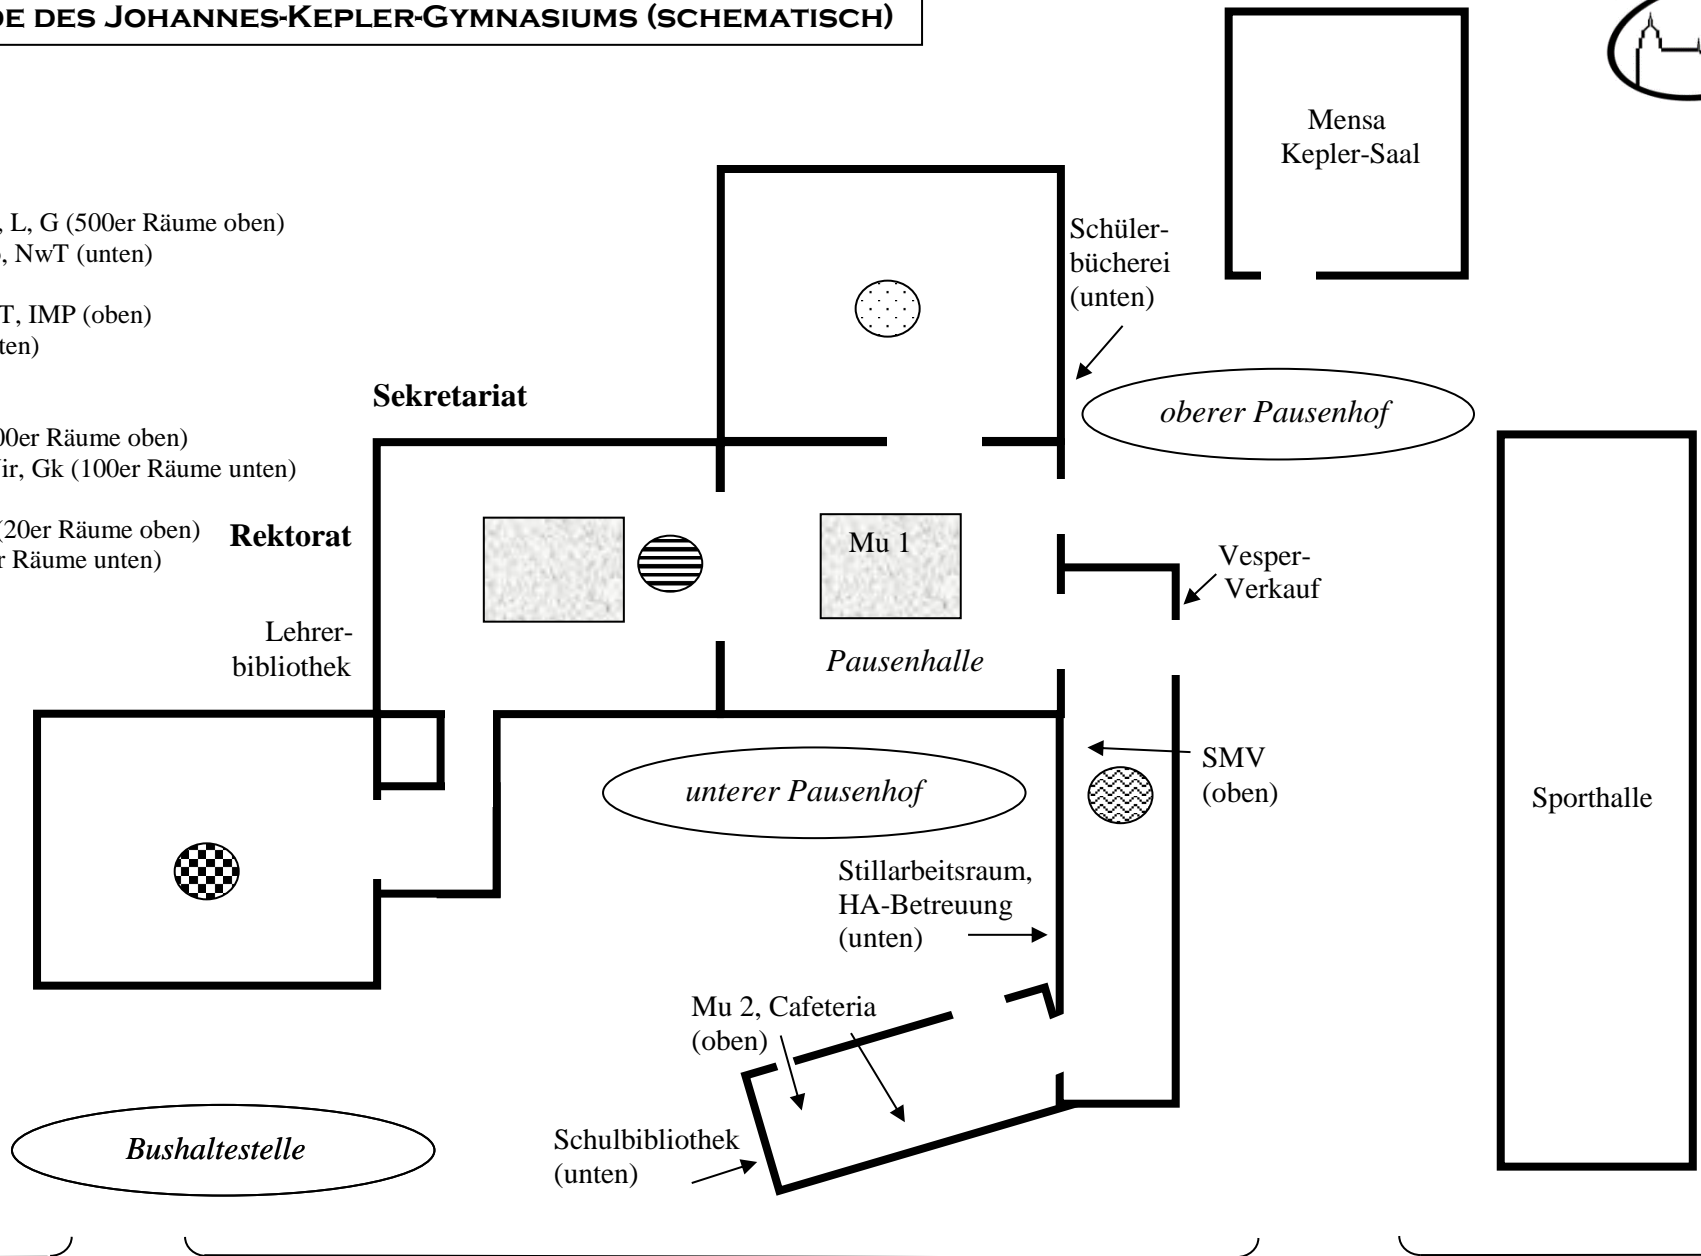 DE DES JOHANNES-KEPLER-GYMNASIUMS (SCHEMATISCH)
Mensa
Kepler-Saal
, L, G (500er Räume oben)
, NwT (unten)
T, IMP (oben)
ten)
00er Räume oben)
ir, Gk (100er Räume unten)
(20er Räume oben)
r Räume unten)
Schüler-
bücherei
(unten)
oberer Pausenhof
Sekretariat
Rektorat
Mu 1
Vesper-
Verkauf
Lehrer-
bibliothek
Pausenhalle
unterer Pausenhof
SMV
(oben)
Sporthalle
Stillarbeitsraum,
HA-Betreuung
(unten)
Mu 2, Cafeteria
(oben)
Schulbibliothek
(unten)
Bushaltestelle